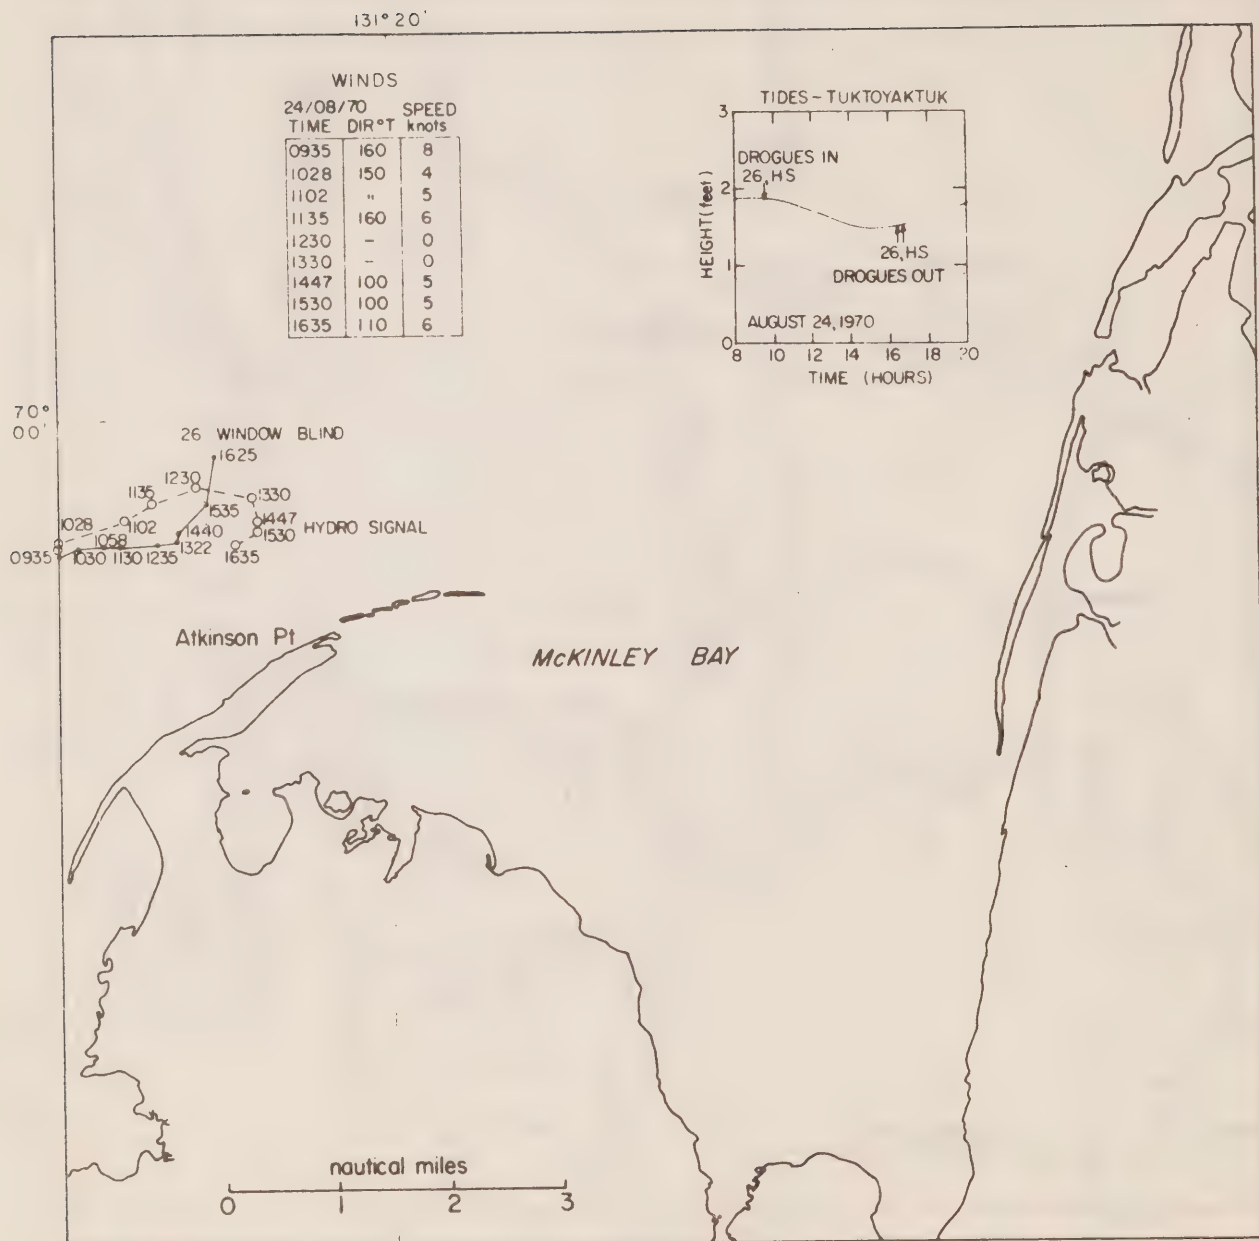 131° 20'
WINDS
24/08/70 SPEED
TIME DIR°T knots
0935 160 8
1028 150 4
1102 " 5
1135 160 6
1230 - 0
1330 - 0
1447 100 5
1530 100 5
1635 110 6
TIDES - TUKTOYAKTUK
3
DROGUES IN
26, HS
2
HEIGHT (feet)
26, HS
1
DROGUES OUT
AUGUST 24, 1970
0
8 10 12 14 16 18 20
TIME (HOURS)
70°
00'
26 WINDOW BLIND
1625
1230
1135
1330
1535
1028
1102
1447
1440
HYDRO SIGNAL
1530
1058
0935
1030
1130
1235
1322
1635
Atkinson Pt
McKINLEY BAY
nautical miles
0 1 2 3